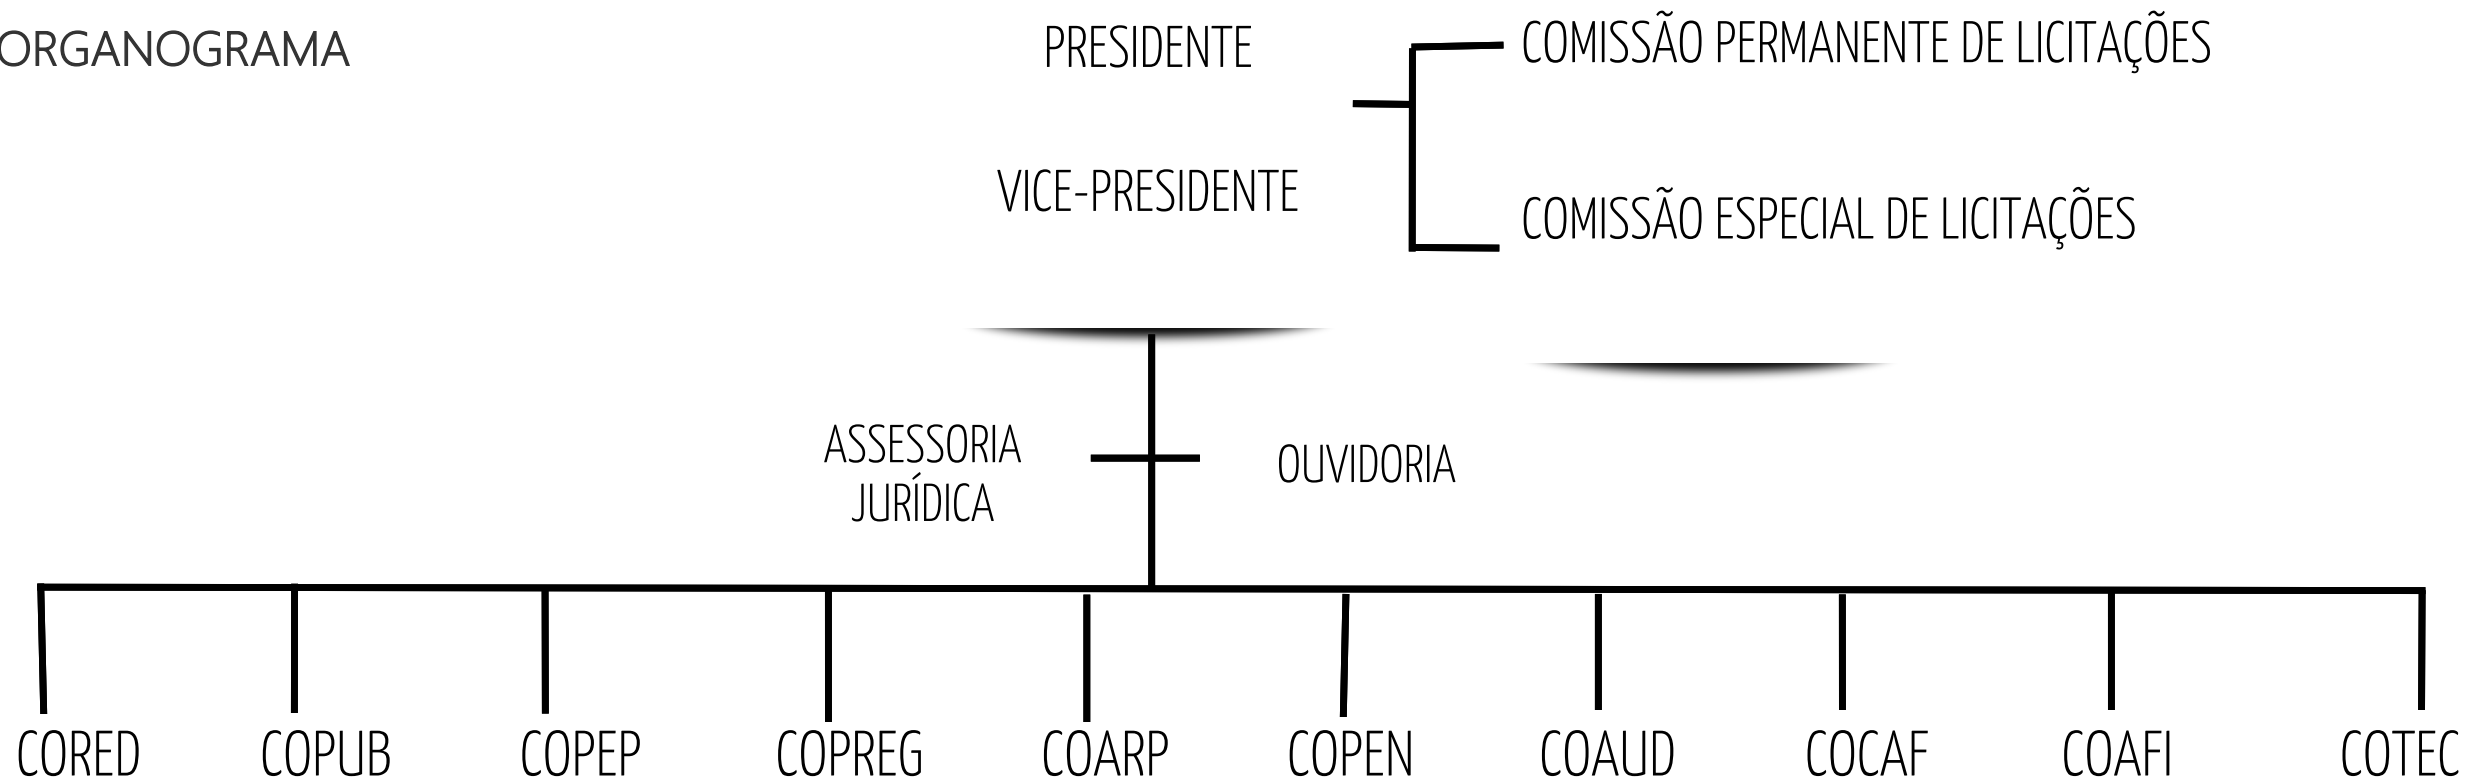 ORGANOGRAMA
PRESIDENTE
COMISSÃO PERMANENTE DE LICITAÇÕES
VICE-PRESIDENTE
COMISSÃO ESPECIAL DE LICITAÇÕES
ASSESSORIA
JURÍDICA
OUVIDORIA
CORED
COPUB
COPEP
COPREG
COARP
COPEN
COAUD
COCAF
COAFI
COTEC